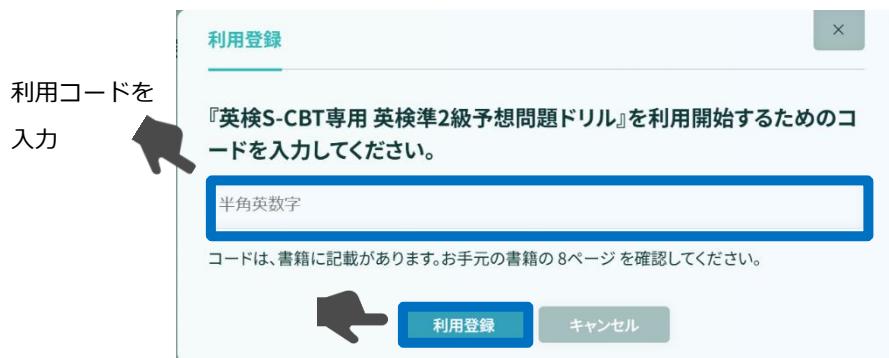 利用登録
×
利用コードを
入力
『英検S-CBT専用 英検準2級予想問題ドリル』を利用開始するためのコ
ードを入力してください。
半角英数字
コードは、書籍に記載があります。お手元の書籍の 8ページ を確認してください。
利用登録
キャンセル